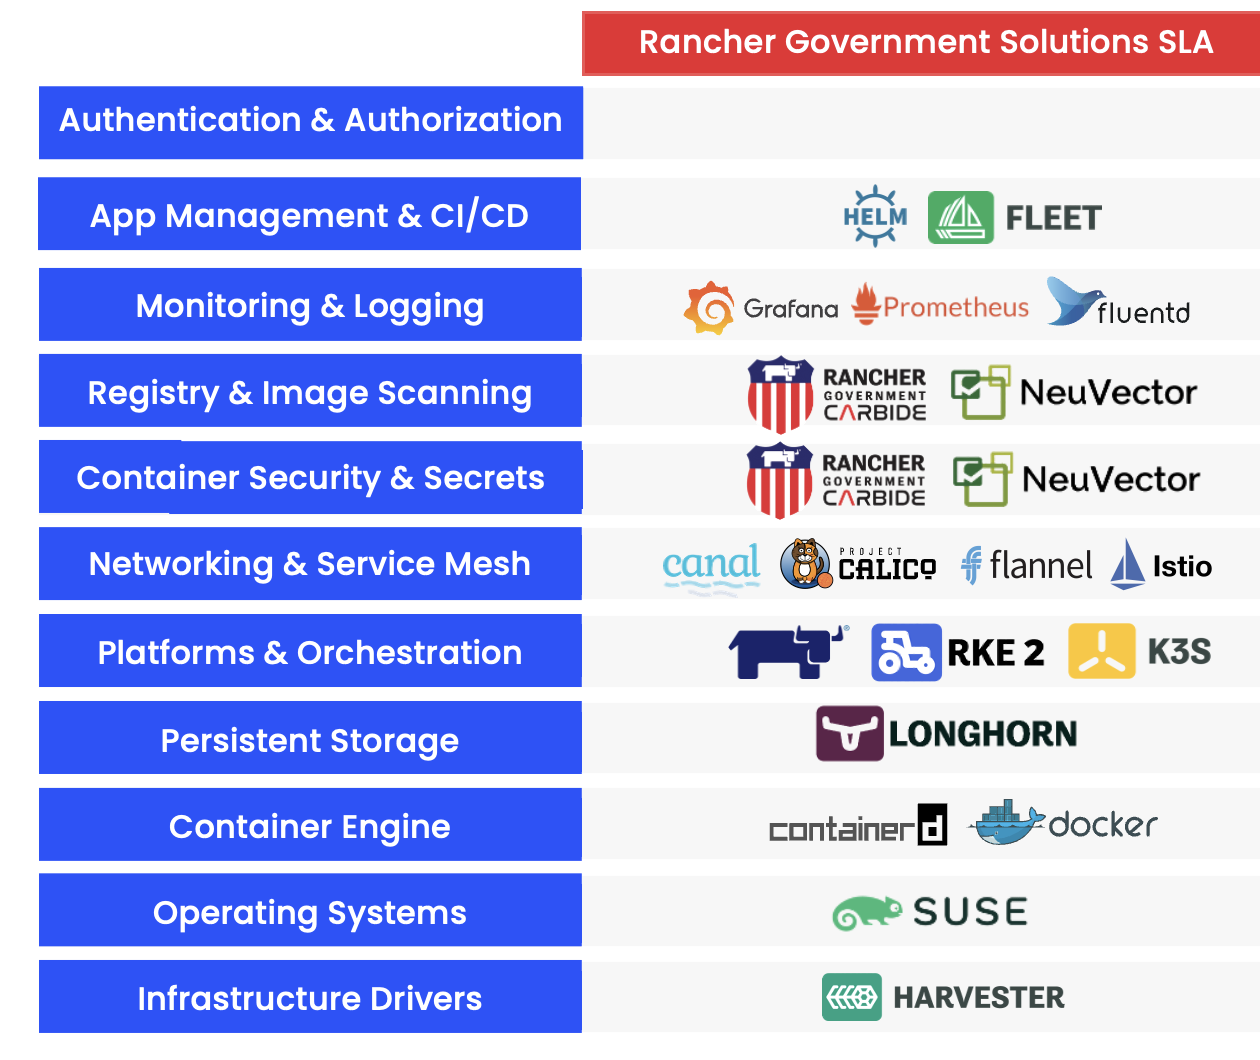 Rancher Government Solutions SLA
Authentication & Authorization
App Management & CI/CD
HELM
FLEET
Monitoring & Logging
Grafana
Prometheus
fluentd
Registry & Image Scanning
RANCHER
GOVERNMENT
CARBIDE
NeuVector
Container Security & Secrets
RANCHER
GOVERNMENT
CARBIDE
NeuVector
Networking & Service Mesh
canal
PROJECT
CALICO
flannel
Istio
Platforms & Orchestration
®
RKE 2
K3S
Persistent Storage
LONGHORN
Container Engine
containerd
docker
Operating Systems
SUSE
Infrastructure Drivers
HARVESTER